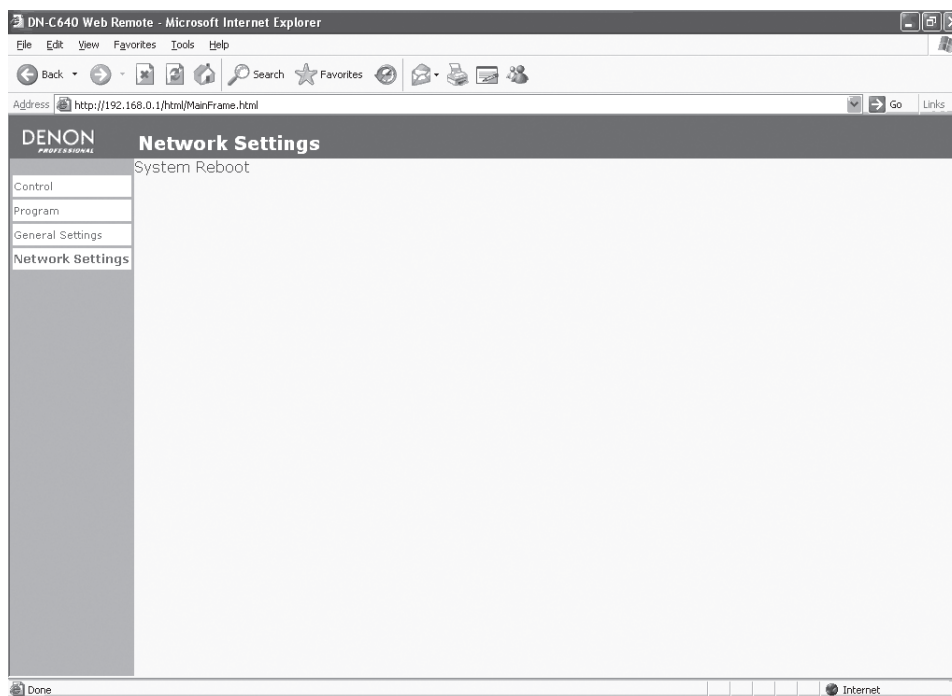 DN-C640 Web Remote - Microsoft Internet Explorer
File Edit View Favorites Tools Help
Back Search Favorites
Address http://192.168.0.1/html/MainFrame.html Go Links
DENON
PROFESSIONAL
Network Settings
System Reboot
Control
Program
General Settings
Network Settings
Done Internet